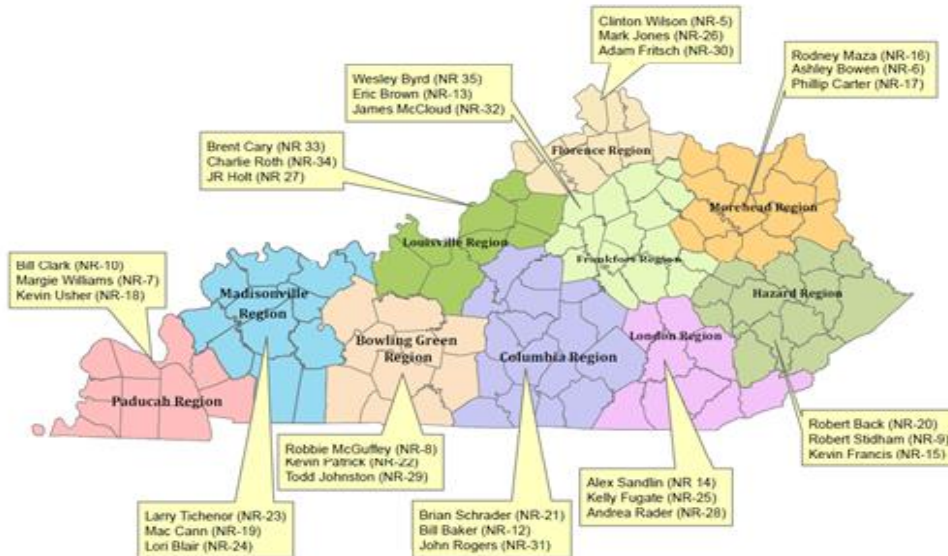 Clinton Wilson (NR-5)
Mark Jones (NR-26)
Adam Fritsch (NR-30)
Rodney Maza (NR-16)
Ashley Bowen (NR-6)
Phillip Carter (NR-17)
Wesley Byrd (NR 35)
Eric Brown (NR-13)
James McCloud (NR-32)
Brent Cary (NR 33)
Charlie Roth (NR-34)
JR Holt (NR 27)
Florence Region
Morehead Region
Louisville Region
Frankfort Region
Bill Clark (NR-10)
Margie Williams (NR-7)
Kevin Usher (NR-18)
Madisonville
Region
Hazard Region
Bowling Green
Region
Columbia Region
London Region
Paducah Region
Robert Back (NR-20)
Robert Stidham (NR-9)
Kevin Francis (NR-15)
Robbie McGuffey (NR-8)
Kevin Patrick (NR-22)
Todd Johnston (NR-29)
Alex Sandlin (NR 14)
Kelly Fugate (NR-25)
Andrea Rader (NR-28)
Larry Tichenor (NR-23)
Mac Cann (NR-19)
Lori Blair (NR-24)
Brian Schrader (NR-21)
Bill Baker (NR-12)
John Rogers (NR-31)